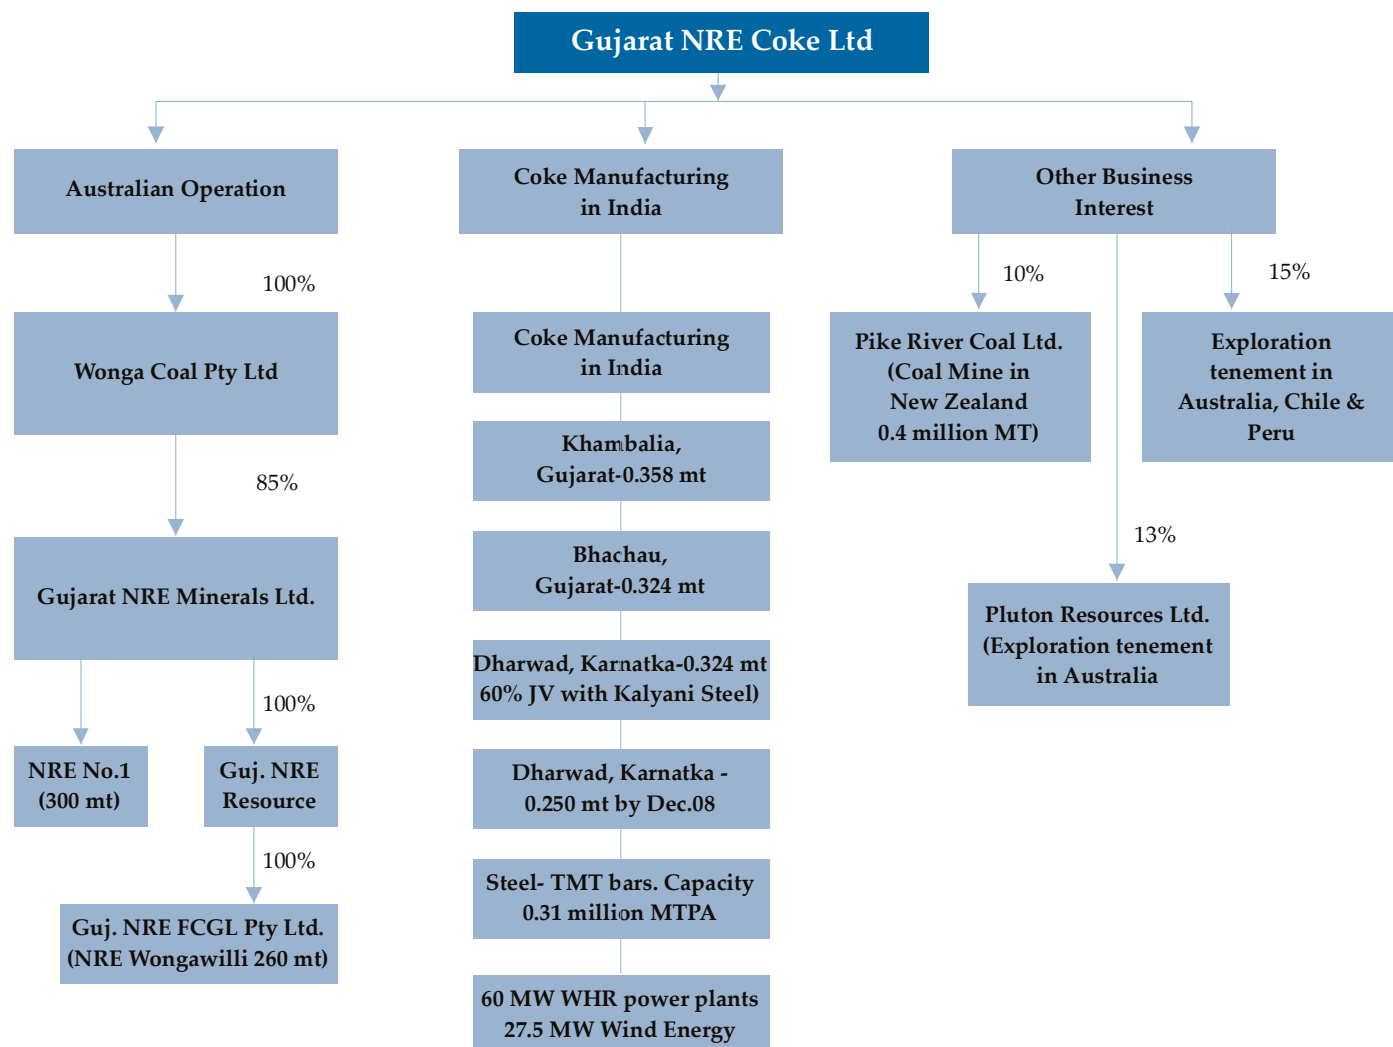 Gujarat NRE Coke Ltd
Australian Operation
100%
Wonga Coal Pty Ltd
85%
Gujarat NRE Minerals Ltd.
NRE No.1
(300 mt)
100%
Guj. NRE
Resource
100%
Guj. NRE FCGL Pty Ltd.
(NRE Wongawilli 260 mt)
Coke Manufacturing
in India
Coke Manufacturing
in India
Khambalia,
Gujarat-0.358 mt
Bhachau,
Gujarat-0.324 mt
Dharwad, Karnatka-0.324 mt
60% JV with Kalyani Steel)
Dharwad, Karnatka -
0.250 mt by Dec.08
Steel- TMT bars. Capacity
0.31 million MTPA
60 MW WHR power plants
27.5 MW Wind Energy
Other Business
Interest
10%
Pike River Coal Ltd.
(Coal Mine in
New Zealand
0.4 million MT)
15%
Exploration
tenement in
Australia, Chile &
Peru
13%
Pluton Resources Ltd.
(Exploration tenement
in Australia